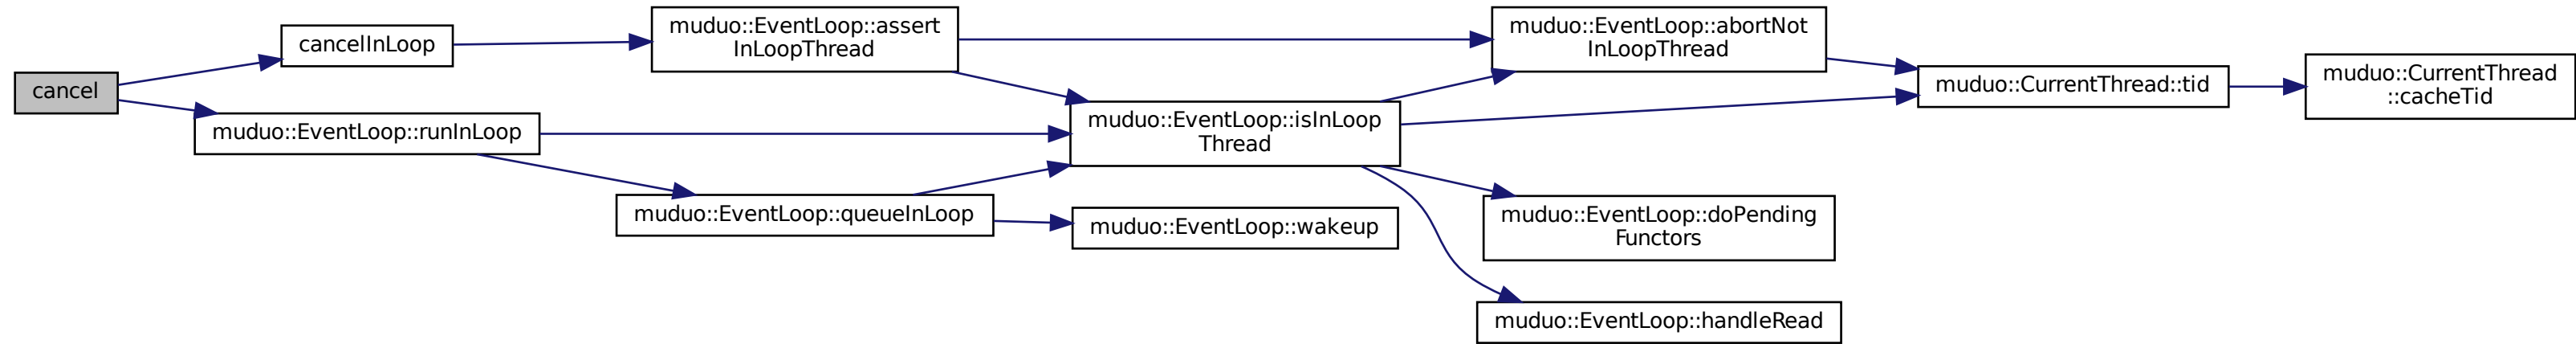 cancel
cancelInLoop
muduo::EventLoop::runInLoop
muduo::EventLoop::assert
InLoopThread
muduo::EventLoop::queueInLoop
muduo::EventLoop::isInLoop
Thread
muduo::EventLoop::wakeup
muduo::EventLoop::abortNot
InLoopThread
muduo::EventLoop::doPending
Functors
muduo::EventLoop::handleRead
muduo::CurrentThread::tid
muduo::CurrentThread
::cacheTid